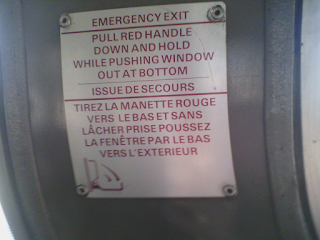 EMERGENCY EXIT
PULL RED HANDLE
DOWN AND HOLD
WHILE PUSHING WINDOW
OUT AT BOTTOM
ISSUE DE SECOURS
TIREZ LA MANETTE ROUGE
VERS LE BAS ET SANS
LÂCHER PRISE POUSSEZ
LA FENÊTRE PAR LE BAS
VERS L'EXTERIEUR